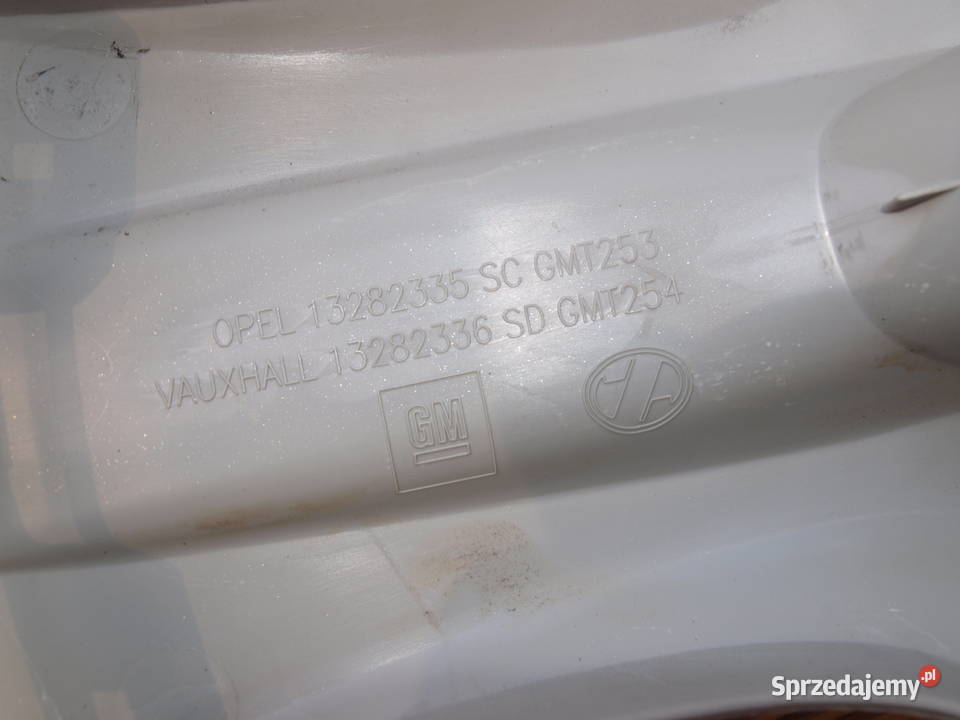 OPEL 13282335 SC GMT253
VAUXHALL 13282336 SD GMT254
GM
Sprzedajemy.pl